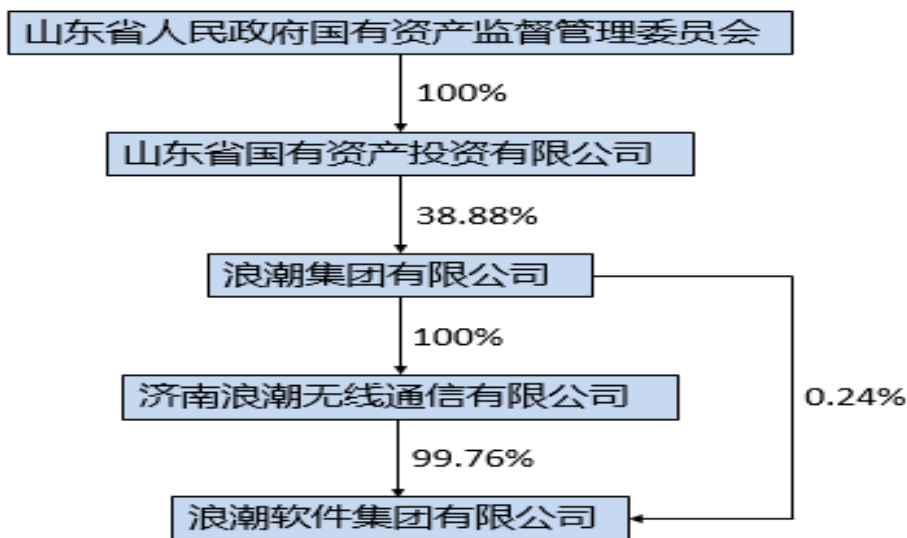 山东省人民政府国有资产监督管理委员会
100%
山东省国有资产投资有限公司
38.88%
浪潮集团有限公司
100%
济南浪潮无线通信有限公司
0.24%
99.76%
浪潮软件集团有限公司